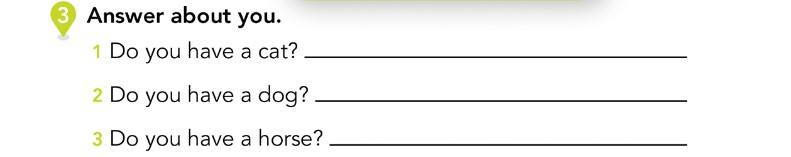 3 Answer about you.
1 Do you have a cat?
2 Do you have a dog?
3 Do you have a horse?